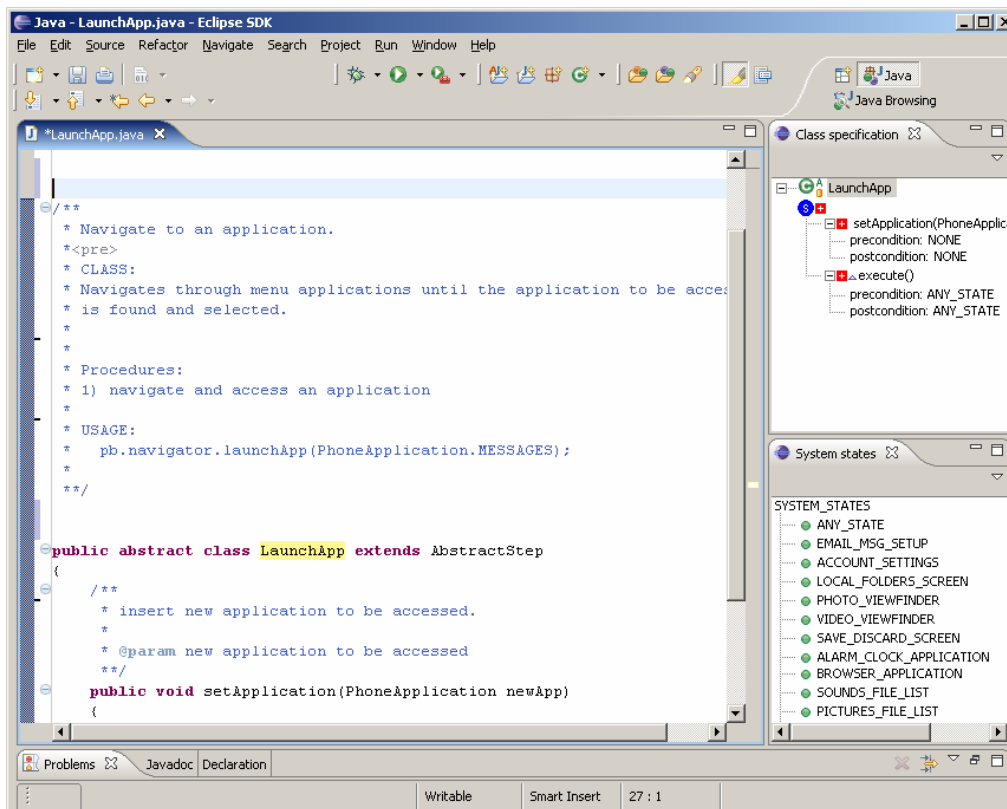 Java - LaunchApp.java - Eclipse SDK
File Edit Source Refactor Navigate Search Project Run Window Help
Java
Java Browsing
*LaunchApp.java
/**
* Navigate to an application.
*<pre>
* CLASS:
* Navigates through menu applications until the application to be acces
* is found and selected.
*
*
* Procedures:
* 1) navigate and access an application
*
* USAGE:
* pb.navigator.launchApp(PhoneApplication.MESSAGES);
*
**/
public abstract class LaunchApp extends AbstractStep
{
/**
* insert new application to be accessed.
*
* @param new application to be accessed
**/
public void setApplication(PhoneApplication newApp)
{
Class specification
LaunchApp
S
setApplication(PhoneApplic
precondition: NONE
postcondition: NONE
execute()
precondition: ANY_STATE
postcondition: ANY_STATE
System states
SYSTEM_STATES
ANY_STATE
EMAIL_MSG_SETUP
ACCOUNT_SETTINGS
LOCAL_FOLDERS_SCREEN
PHOTO_VIEWFINDER
VIDEO_VIEWFINDER
SAVE_DISCARD_SCREEN
ALARM_CLOCK_APPLICATION
BROWSER_APPLICATION
SOUNDS_FILE_LIST
PICTURES_FILE_LIST
Problems Javadoc Declaration
Writable Smart Insert 27 : 1